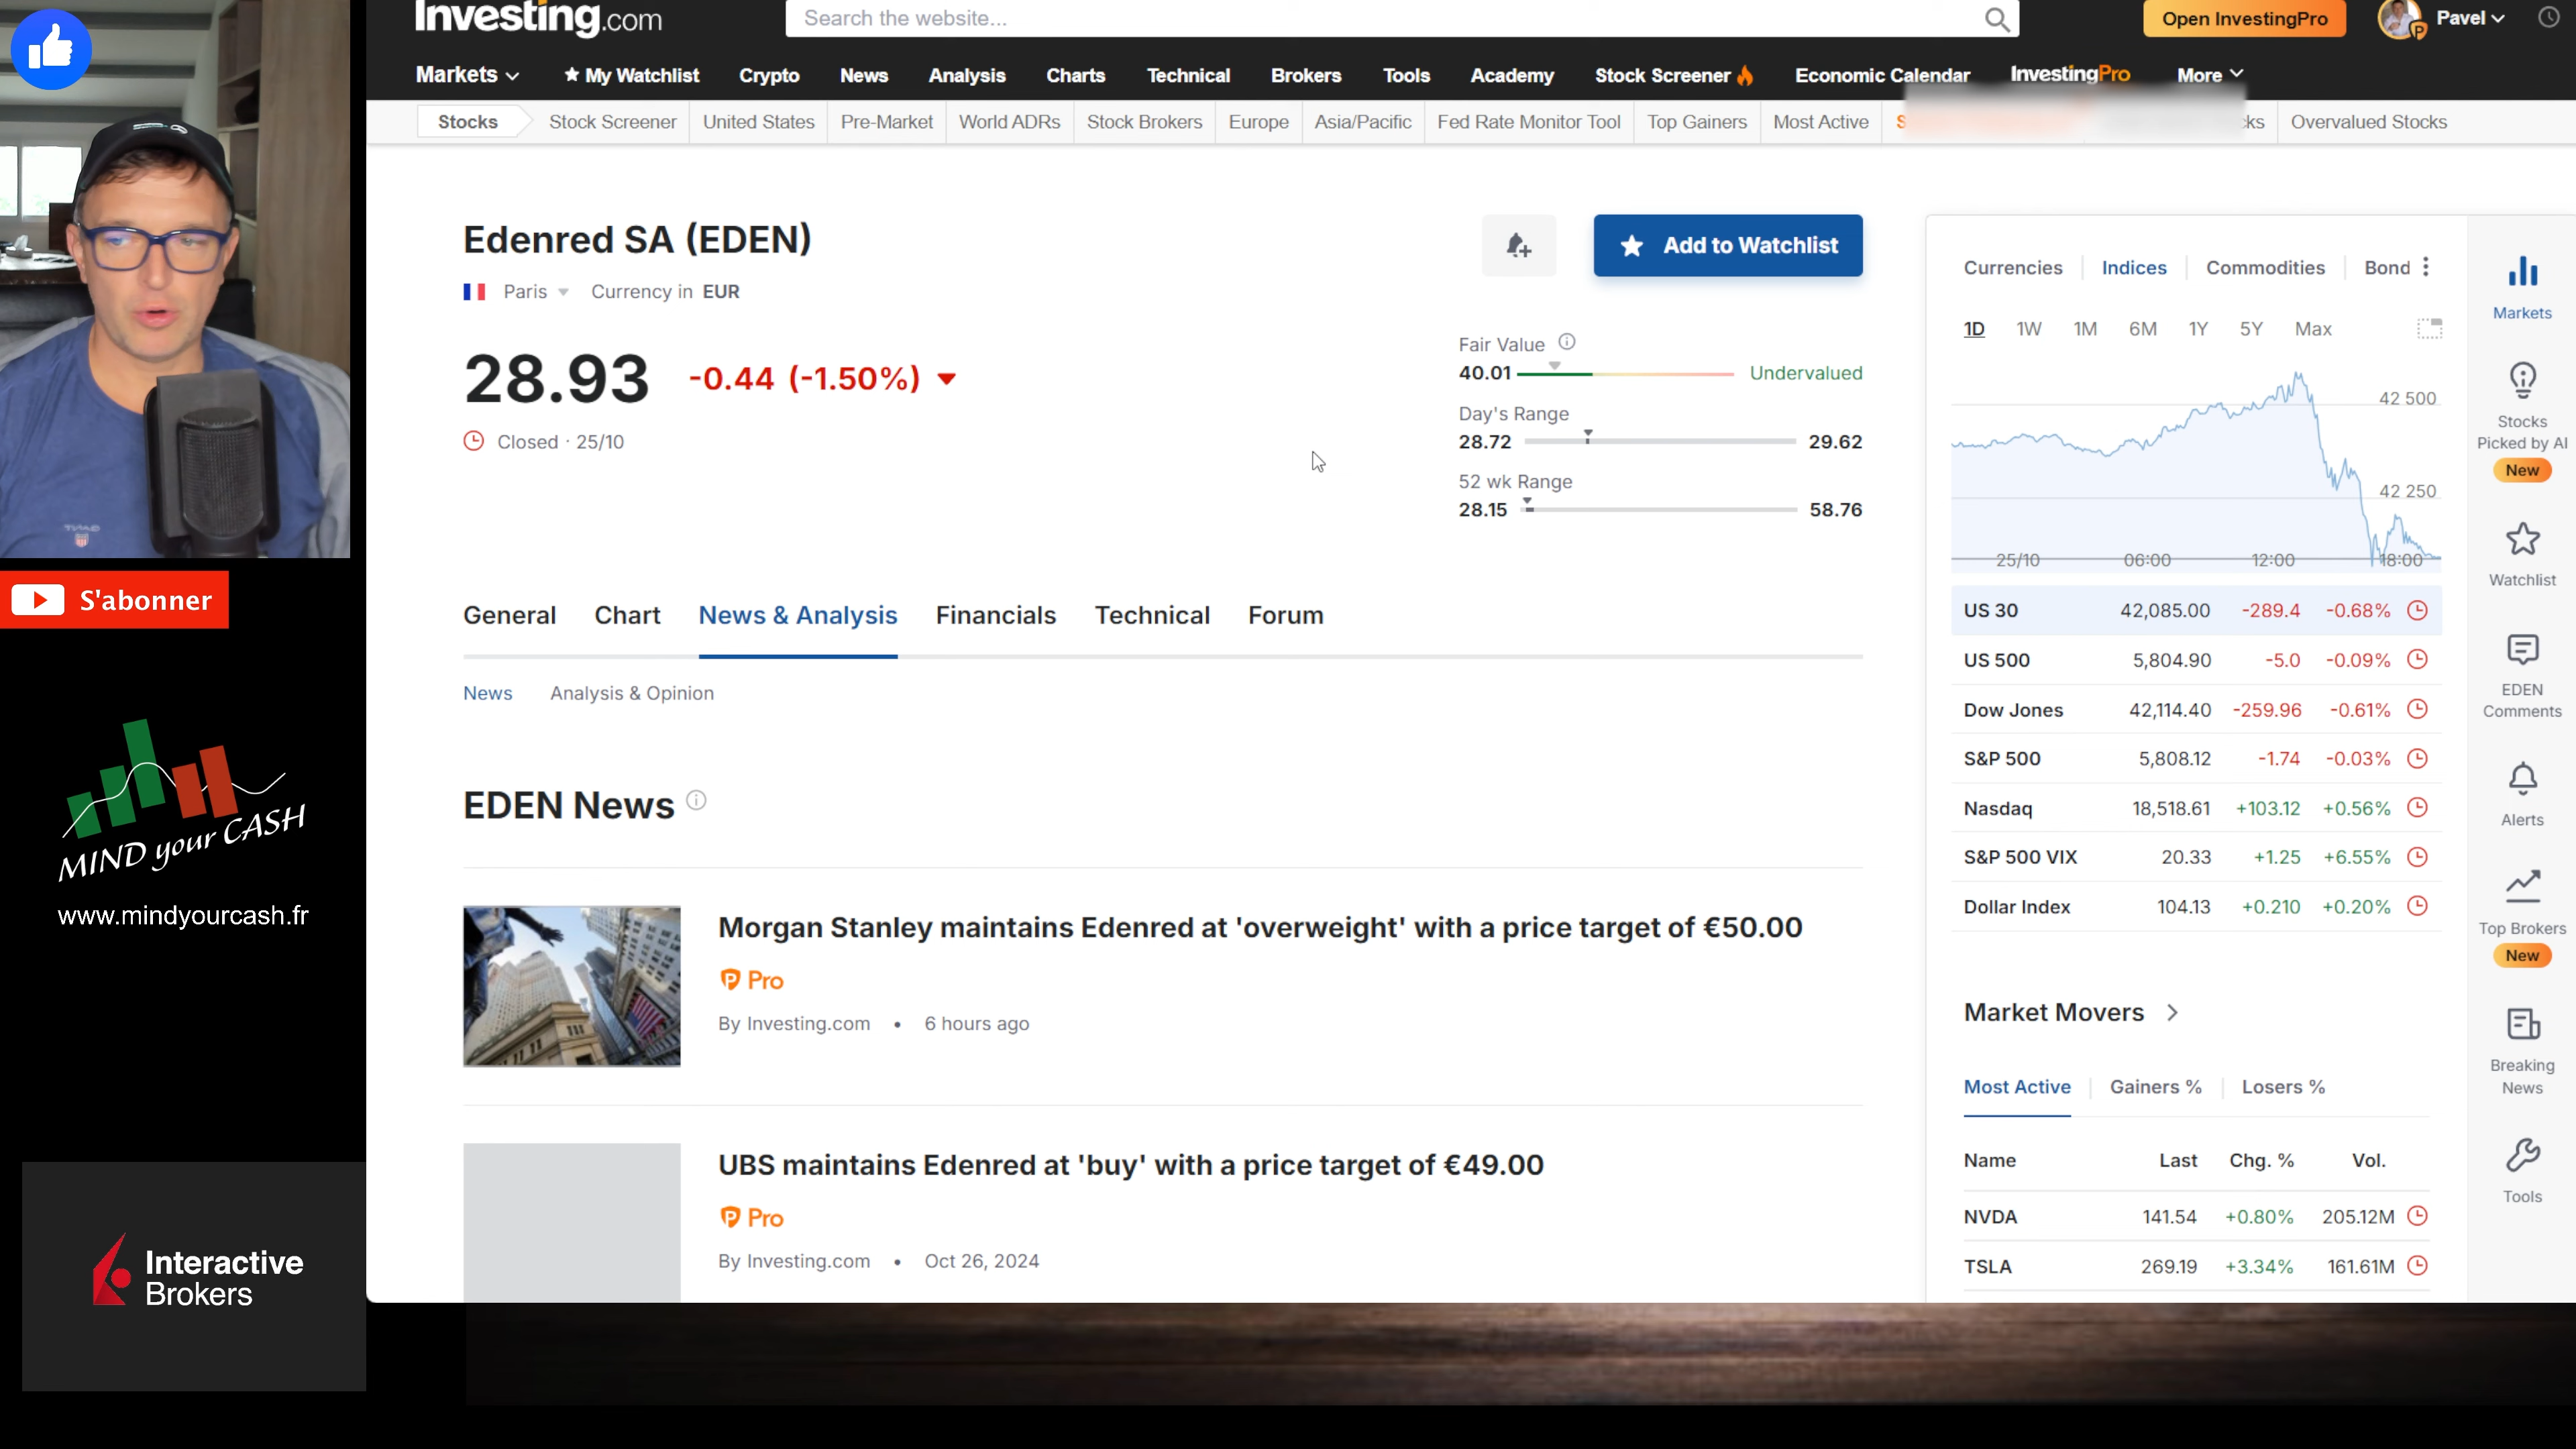 Investing.com
Search the website...
Open InvestingPro
Pavel
Markets
My Watchlist
Crypto
News
Analysis
Charts
Technical
Brokers
Tools
Academy
Stock Screener
Economic Calendar
InvestingPro
More
Stocks
Stock Screener
United States
Pre-Market
World ADRs
Stock Brokers
Europe
Asia/Pacific
Fed Rate Monitor Tool
Top Gainers
Most Active
Overvalued Stocks
Edenred SA (EDEN)
Paris
Currency in EUR
28.93
-0.44 (-1.50%)
Closed · 25/10
Add to Watchlist
Fair Value
40.01 Undervalued
Day's Range
28.72 29.62
52 wk Range
28.15 58.76
General
Chart
News & Analysis
Financials
Technical
Forum
News
Analysis & Opinion
EDEN News
Morgan Stanley maintains Edenred at 'overweight' with a price target of €50.00
Pro
By Investing.com • 6 hours ago
UBS maintains Edenred at 'buy' with a price target of €49.00
Pro
By Investing.com • Oct 26, 2024
Currencies
Indices
Commodities
Bond
1D 1W 1M 6M 1Y 5Y Max
42 500
42 250
25/10 06:00 12:00 18:00
US 30 42,085.00 -289.4 -0.68%
US 500 5,804.90 -5.0 -0.09%
Dow Jones 42,114.40 -259.96 -0.61%
S&P 500 5,808.12 -1.74 -0.03%
Nasdaq 18,518.61 +103.12 +0.56%
S&P 500 VIX 20.33 +1.25 +6.55%
Dollar Index 104.13 +0.210 +0.20%
Market Movers
Most Active
Gainers %
Losers %
Name Last Chg. % Vol.
NVDA 141.54 +0.80% 205.12M
TSLA 269.19 +3.34% 161.61M
Markets
Stocks
Picked by AI
New
Watchlist
EDEN
Comments
Alerts
Top Brokers
New
Breaking
News
Tools
S'abonner
MIND your CASH
www.mindyourcash.fr
Interactive
Brokers